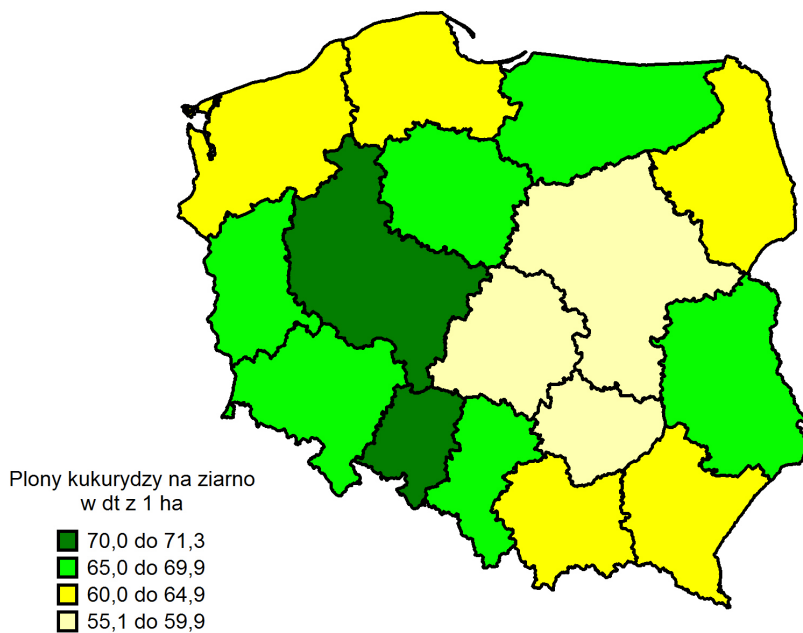 Plony kukurydzy na ziarno
w dt z 1 ha
70,0 do 71,3
65,0 do 69,9
60,0 do 64,9
55,1 do 59,9